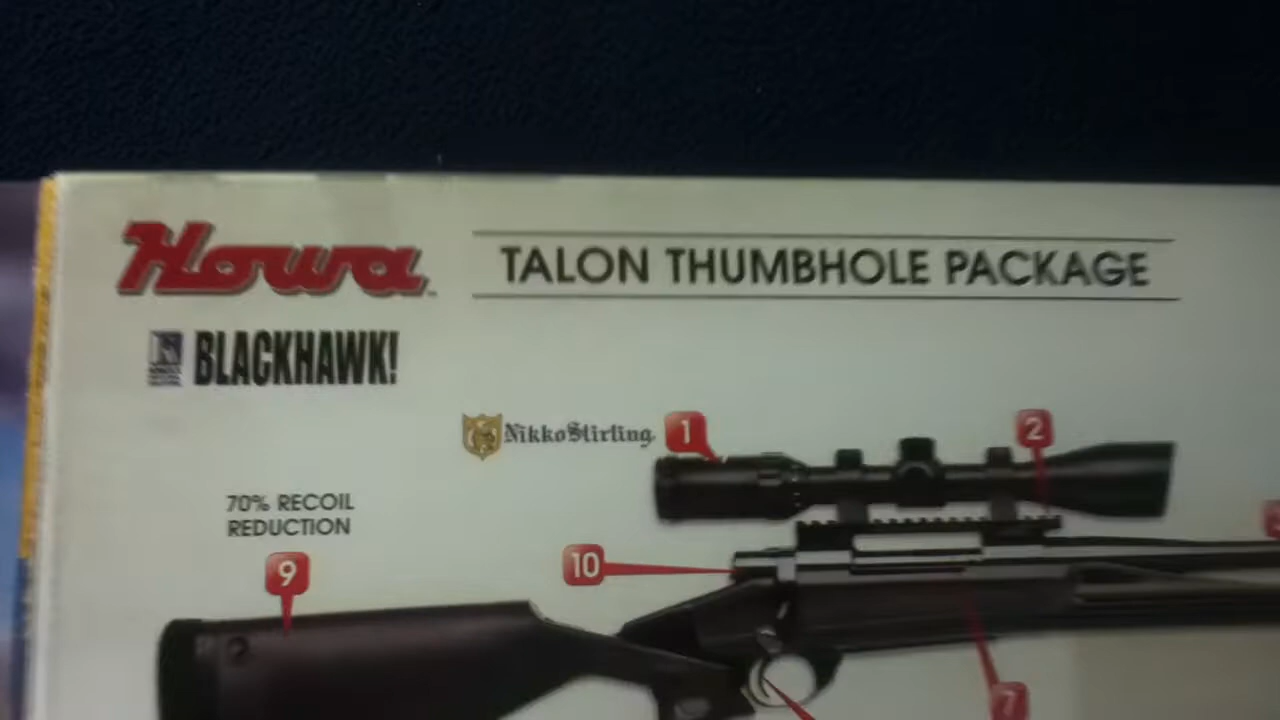 Howa
TALON THUMBHOLE PACKAGE
BLACKHAWK!
NikkoStirling
1
2
70% RECOIL
REDUCTION
9
10
7